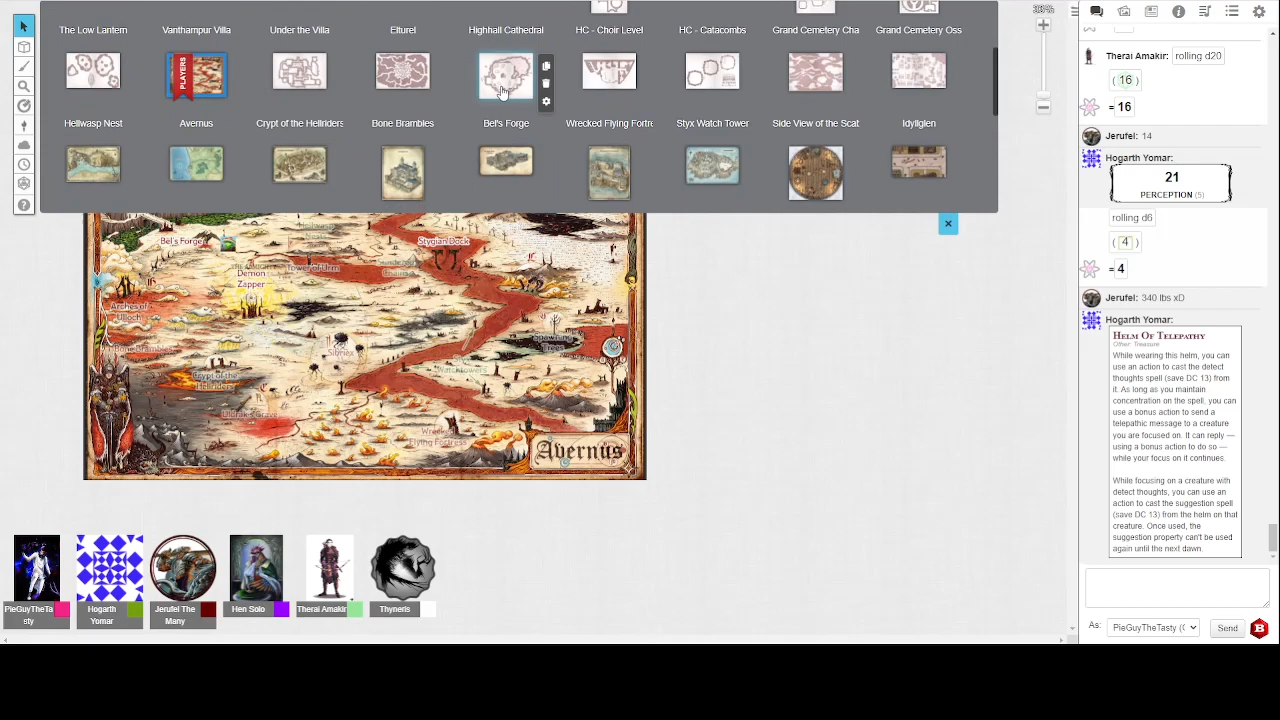 The Low Lantern
Vanthampur Villa
Under the Villa
Elturel
Highhall Cathedral
HC - Choir Level
HC - Catacombs
Grand Cemetery Cha
Grand Cemetery Oss
PLAYERS
Hellwasp Nest
Avernus
Crypt of the Hellriders
Bone Brambles
Bel's Forge
Wrecked Flying Fortre
Styx Watch Tower
Side View of the Scat
Idyllglen
Bel's Forge
Stygian Dock
Tower of Urm
Demon
Zapper
Arches of
Ulloch
Sibriex
Spawning
Trees
Crypt of the
Hellriders
Watchtowers
Wrecked
Flying Fortress
Avernus
PieGuyTheTa
sty
Hogarth
Yomar
Jerufel The
Many
Hen Solo
Therai Amakir
Thyneris
Therai Amakir: rolling d20
( 16 )
= 16
Jerufel: 14
Hogarth Yomar:
21
PERCEPTION (5)
rolling d6
( 4 )
= 4
Jerufel: 340 lbs xD
Hogarth Yomar:
Helm Of Telepathy
Other: Treasure
While wearing this helm, you can
use an action to cast the detect
thoughts spell (save DC 13) from
it. As long as you maintain
concentration on the spell, you can
use a bonus action to send a
telepathic message to a creature
you are focused on. It can reply —
using a bonus action to do so —
while your focus on it continues.
While focusing on a creature with
detect thoughts, you can use an
action to cast the suggestion spell
(save DC 13) from the helm on that
creature. Once used, the
suggestion property can't be used
again until the next dawn.
As: PieGuyTheTasty (C
Send